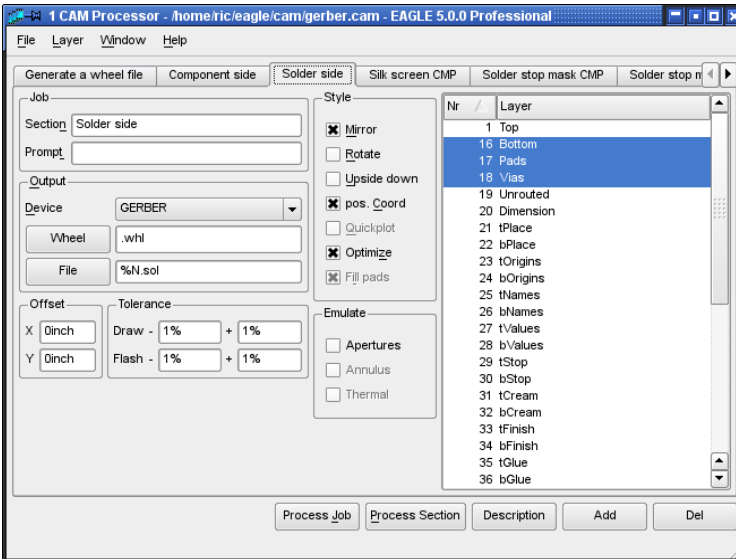 1 CAM Processor - /home/ric/eagle/cam/gerber.cam - EAGLE 5.0.0 Professional
File Layer Window Help
Generate a wheel file Component side Solder side Silk screen CMP Solder stop mask CMP Solder stop
Job
Section Solder side
Prompt
Output
Device GERBER
Wheel .whl
File %N.sol
Offset
X 0inch
Y 0inch
Tolerance
Draw - 1% + 1%
Flash - 1% + 1%
Style
Mirror
Rotate
Upside down
pos. Coord
Quickplot
Optimize
Fill pads
Emulate
Apertures
Annulus
Thermal
Nr Layer
1 Top
16 Bottom
17 Pads
18 Vias
19 Unrouted
20 Dimension
21 tPlace
22 bPlace
23 tOrigins
24 bOrigins
25 tNames
26 bNames
27 tValues
28 bValues
29 tStop
30 bStop
31 tCream
32 bCream
33 tFinish
34 bFinish
35 tGlue
36 bGlue
Process Job Process Section Description Add Del